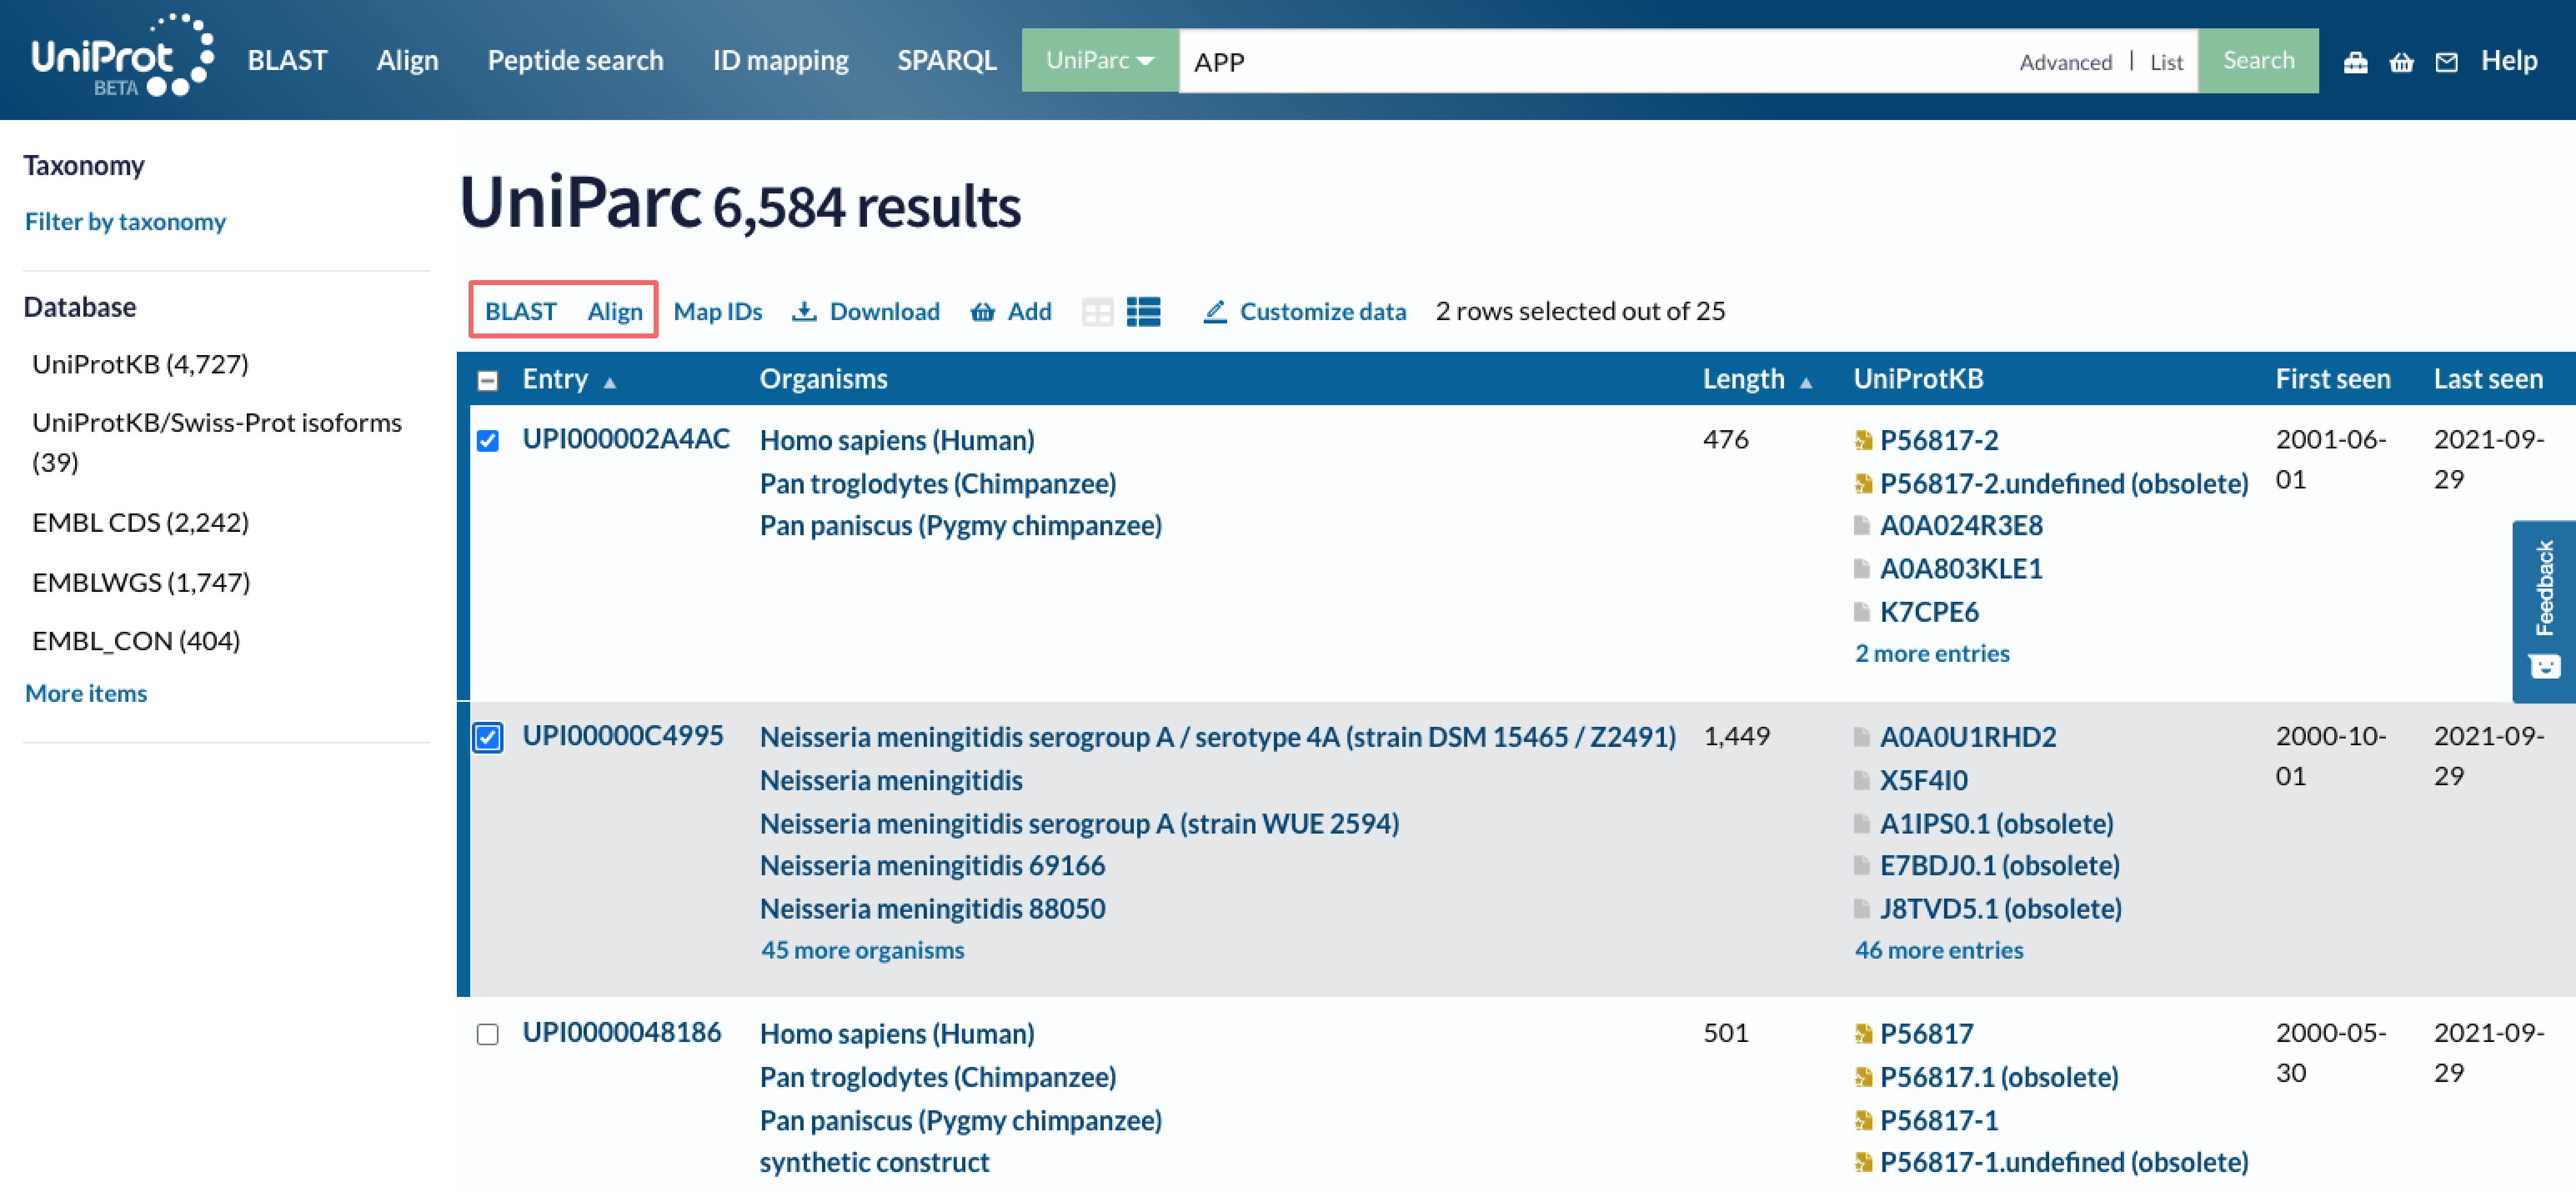 UniProt BETA
BLAST Align Peptide search ID mapping SPARQL UniParc APP Advanced | List Search Help
Taxonomy
Filter by taxonomy
Database
UniProtKB (4,727)
UniProtKB/Swiss-Prot isoforms
(39)
EMBL CDS (2,242)
EMBLWGS (1,747)
EMBL_CON (404)
More items
UniParc 6,584 results
BLAST Align Map IDs Download Add Customize data 2 rows selected out of 25
Entry Organisms Length UniProtKB First seen Last seen
UPI000002A4AC Homo sapiens (Human) 476 P56817-2 2001-06- 2021-09-
Pan troglodytes (Chimpanzee) P56817-2.undefined (obsolete) 01 29
Pan paniscus (Pygmy chimpanzee) A0A024R3E8
A0A803KLE1
K7CPE6
2 more entries
UPI00000C4995 Neisseria meningitidis serogroup A / serotype 4A (strain DSM 15465 / Z2491) 1,449 A0A0U1RHD2 2000-10- 2021-09-
Neisseria meningitidis X5F4I0 01 29
Neisseria meningitidis serogroup A (strain WUE 2594) A1IPS0.1 (obsolete)
Neisseria meningitidis 69166 E7BDJ0.1 (obsolete)
Neisseria meningitidis 88050 J8TVD5.1 (obsolete)
45 more organisms 46 more entries
UPI0000048186 Homo sapiens (Human) 501 P56817 2000-05- 2021-09-
Pan troglodytes (Chimpanzee) P56817.1 (obsolete) 30 29
Pan paniscus (Pygmy chimpanzee) P56817-1
synthetic construct P56817-1.undefined (obsolete)
Feedback